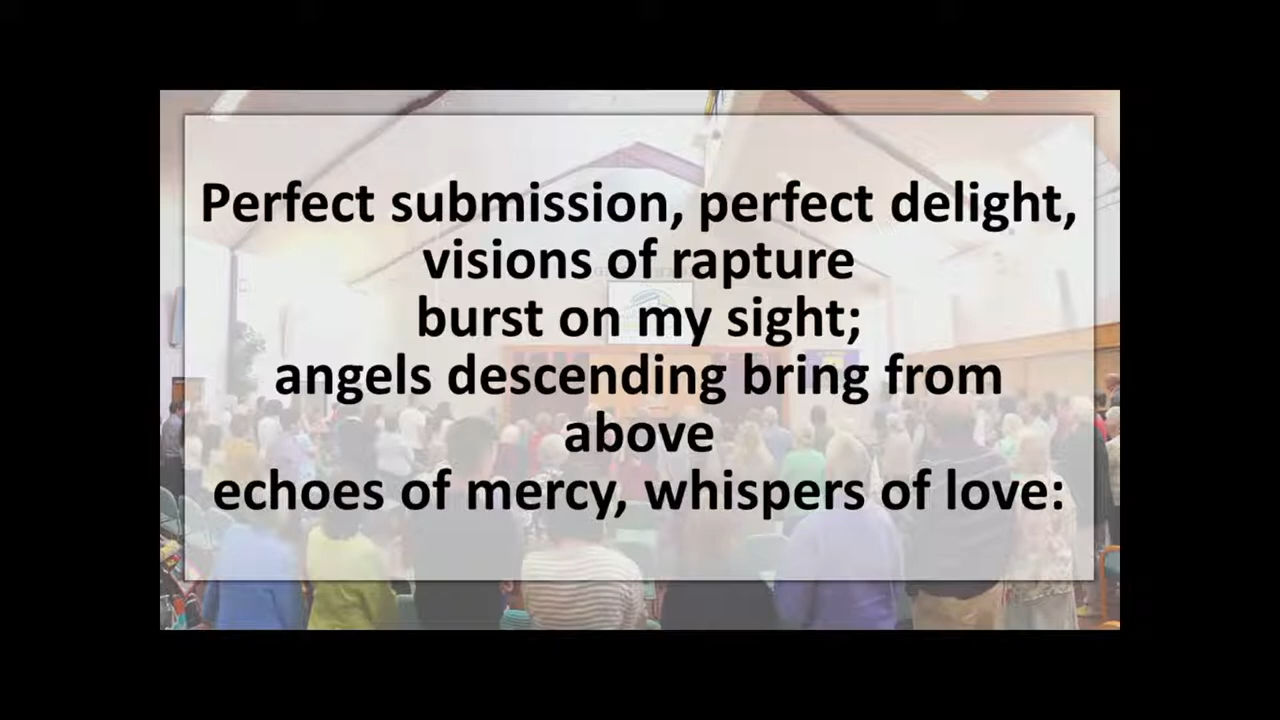 Perfect submission, perfect delight,
visions of rapture
burst on my sight;
angels descending bring from
above
echoes of mercy, whispers of love: